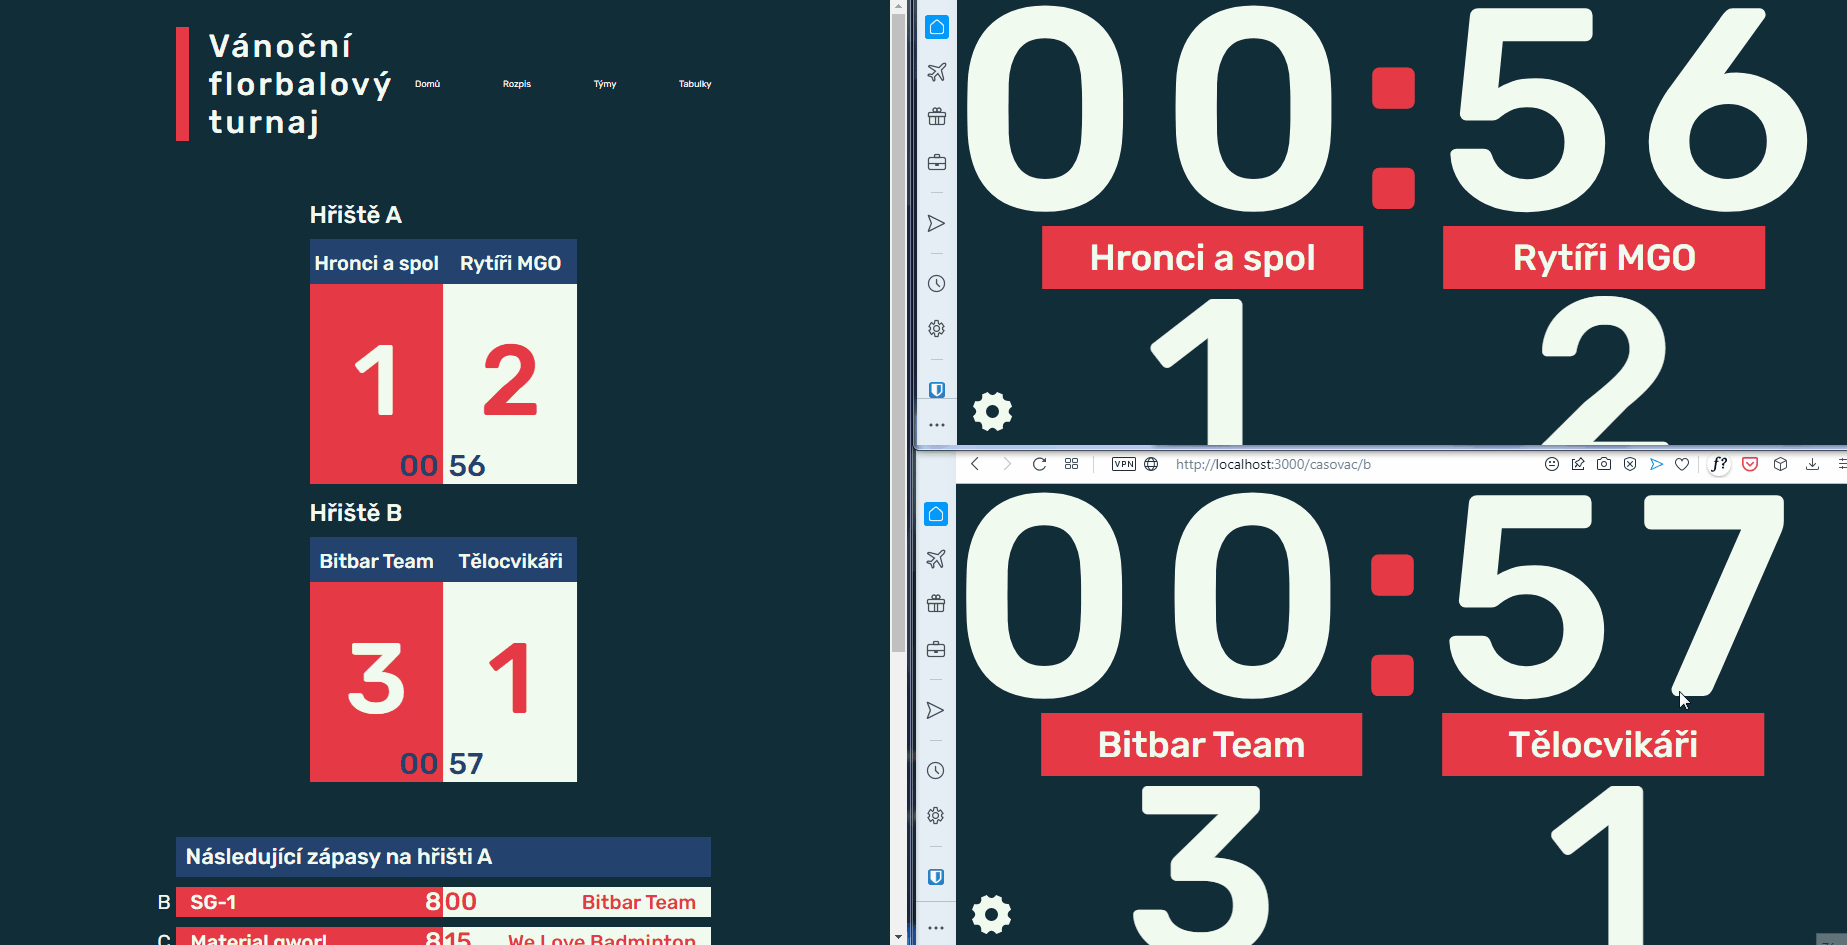 Vánoční
florbalový
turnaj
Domů
Rozpis
Týmy
Tabulky
Hřiště A
Hronci a spol
Rytíři MGO
1
2
00 56
Hřiště B
Bitbar Team
Tělocvikáři
3
1
00 57
Následující zápasy na hřišti A
B SG-1 8 00 Bitbar Team
C Material gworl 8 15 We Love Badminton
00:56
Hronci a spol
Rytíři MGO
1
2
VPN
http://localhost:3000/casovac/b
f?
00:57
Bitbar Team
Tělocvikáři
3
1